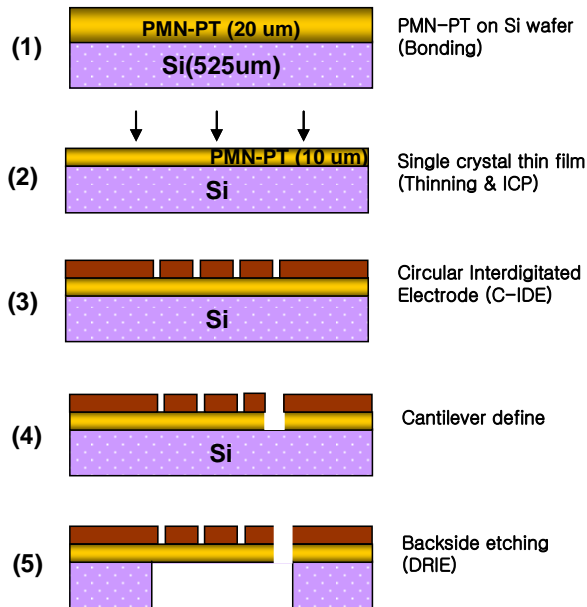 (1)
PMN-PT (20 um)
Si(525um)
PMN-PT on Si wafer
(Bonding)
(2)
PMN-PT (10 um)
Si
Single crystal thin film
(Thinning & ICP)
(3)
Si
Circular Interdigitated
Electrode (C-IDE)
(4)
Si
Cantilever define
(5)
Backside etching
(DRIE)